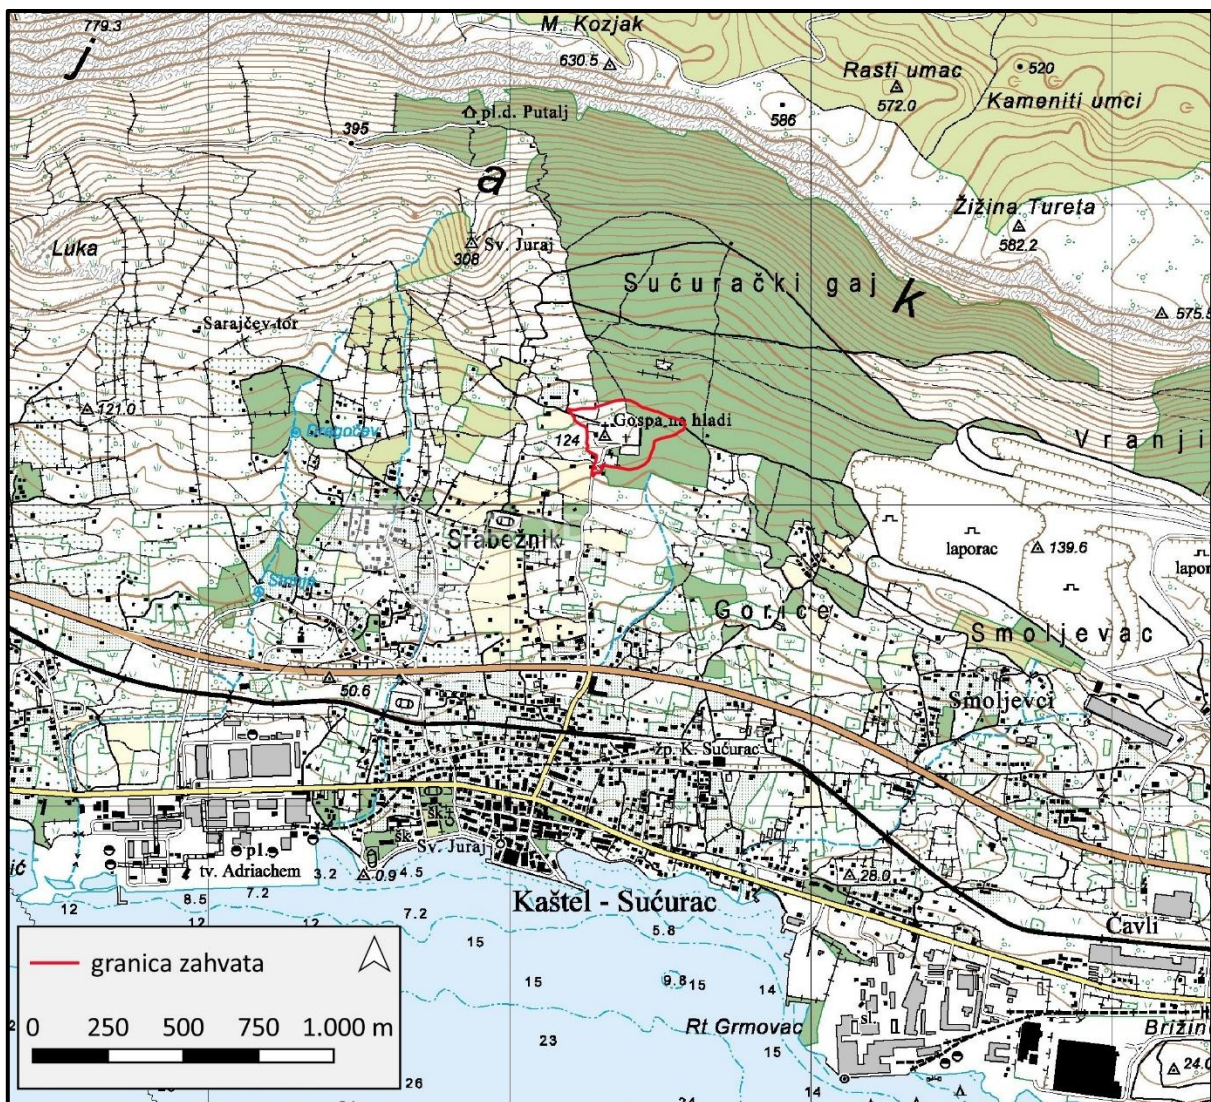 779.3
j
M. Kozjak
630.5
Rasti umac
572.0
520
Kameniti umci
586
pl.d. Putalj
395
a
Žižina Tureta
582.2
Luka
Sv. Juraj
308
Sućurački gaj
k
575.5
Sarajčev tor
121.0
Gospa na hladi
124
Vranji
laporac
139.6
Srabežnik
Gorice
Smoljevac
50.6
Smoljevci
žp. K. Sućurac
šk.
Sv. Juraj
pl.
tv. Adriachem
3.2
0.9
4.5
28.0
8.5
7.2
12
12
12
7.2
Kaštel - Sućurac
5.8
Čavli
15
15
9.8
15
14
Rt Grmovac
sl.
23
15
26
14
24.0
granica zahvata
0 250 500 750 1.000 m